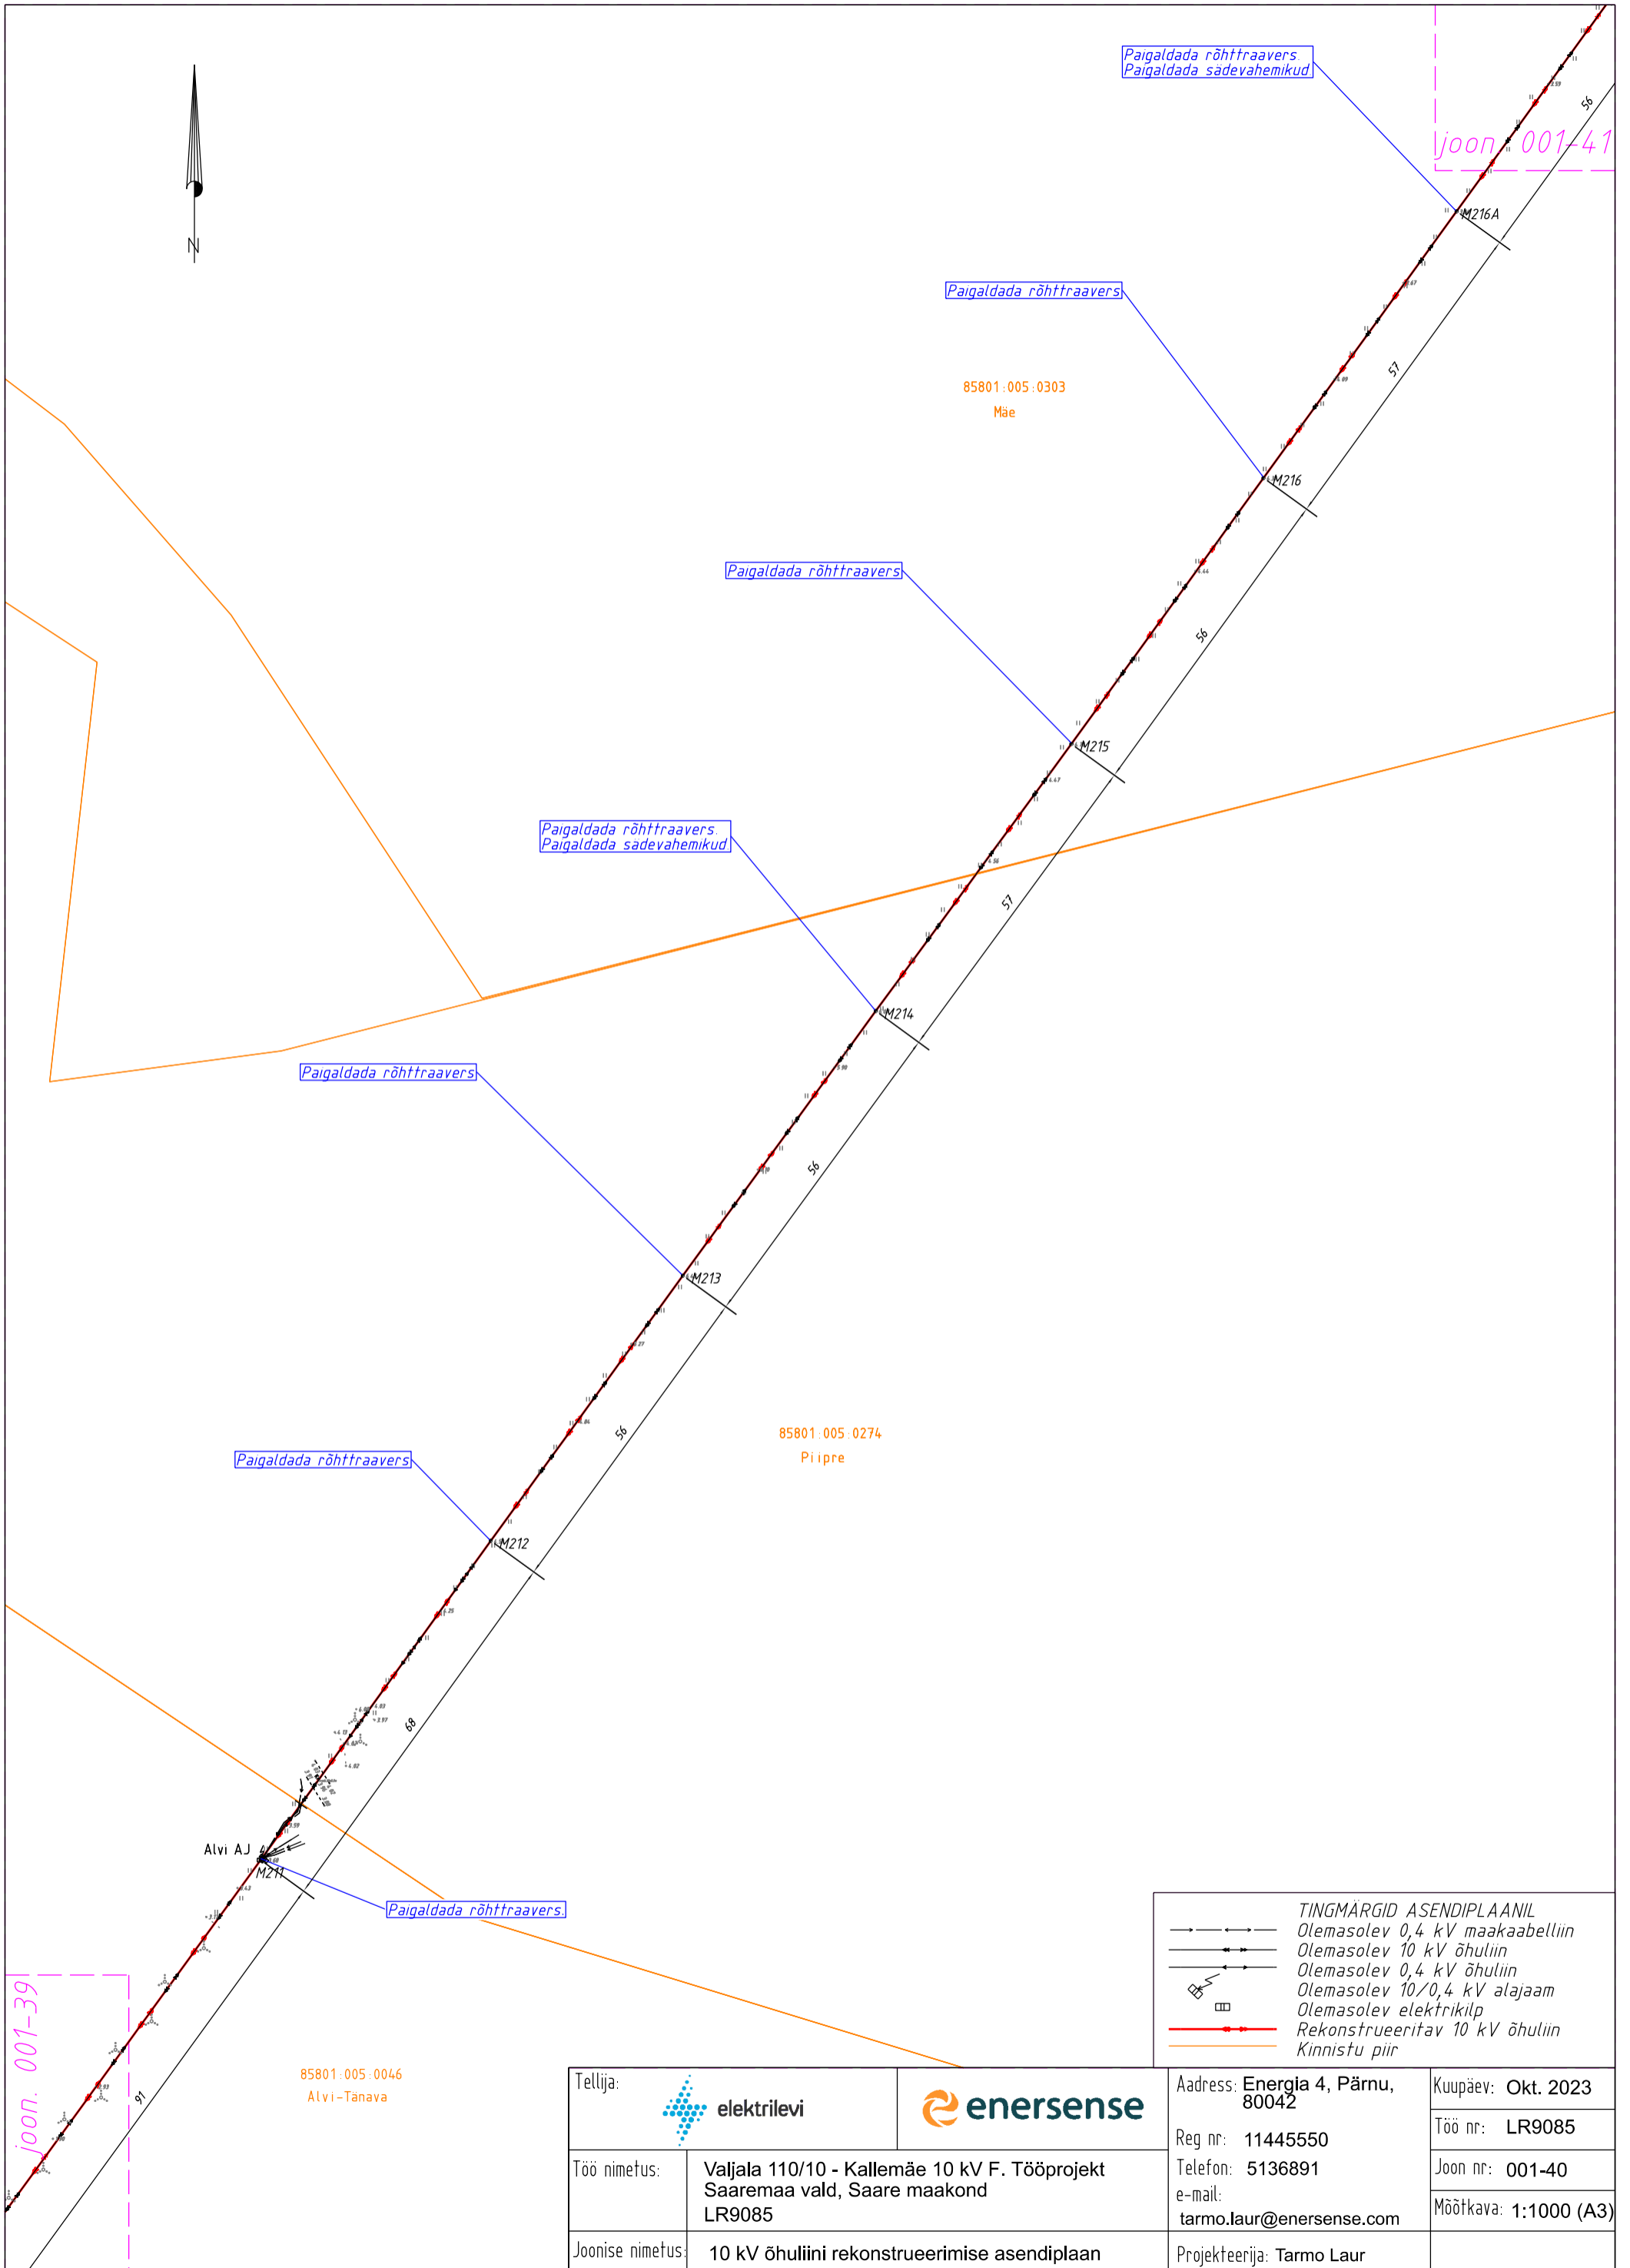 Paigaldada rõhttraavers.
Paigaldada sädevahemikud
56
joon. 001-41
N
M216A
Paigaldada rõhttraavers
57
85801:005:0303
Mäe
M216
Paigaldada rõhttraavers
56
M215
Paigaldada rõhttraavers.
Paigaldada sädevahemikud
57
M214
Paigaldada rõhttraavers
56
M213
85801:005:0274
Piipre
56
Paigaldada rõhttraavers
M212
68
Alvi AJ
M211
Paigaldada rõhttraavers.
joon. 001-39
91
85801:005:0046
Alvi-Tänava
TINGMÄRGID ASENDIPLAANIL
Olemasolev 0,4 kV maakaabelliin
Olemasolev 10 kV õhuliin
Olemasolev 0,4 kV õhuliin
Olemasolev 10/0,4 kV alajaam
Olemasolev elektrikilp
Rekonstrueeritav 10 kV õhuliin
Kinnistu piir
Tellija:
elektrilevi
enersense
Aadress: Energia 4, Pärnu,
80042
Reg nr: 11445550
Telefon: 5136891
e-mail:
tarmo.laur@enersense.com
Kuupäev: Okt. 2023
Töö nr: LR9085
Joon nr: 001-40
Mõõtkava: 1:1000 (A3)
Töö nimetus:
Valjala 110/10 - Kallemäe 10 kV F. Tööprojekt
Saaremaa vald, Saare maakond
LR9085
Joonise nimetus:
10 kV õhuliini rekonstrueerimise asendiplaan
Projekteerija: Tarmo Laur